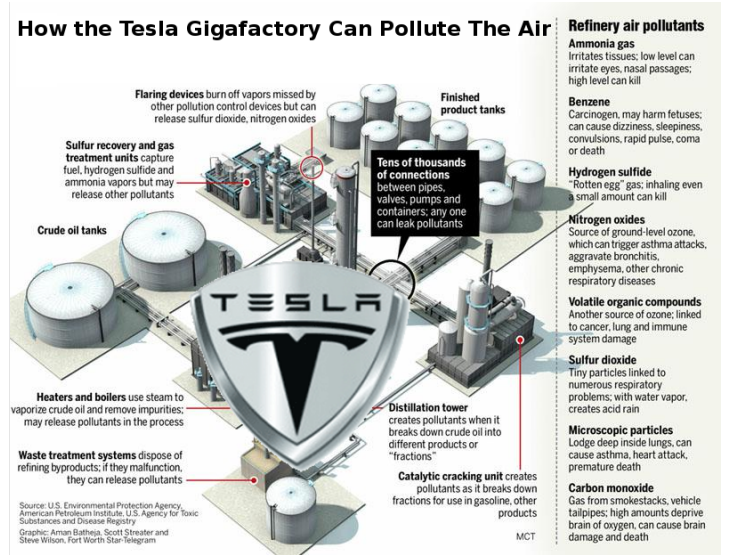 How the Tesla Gigafactory Can Pollute The Air
Flaring devices burn off vapors missed by
other pollution control devices but can
release sulfur dioxide, nitrogen oxides
Finished
product tanks
Sulfur recovery and gas
treatment units capture
fuel, hydrogen sulfide and
ammonia vapors but may
release other pollutants
Tens of thousands
of connections
between pipes,
valves, pumps and
containers; any one
can leak pollutants
Crude oil tanks
TESLA
Heaters and boilers use steam to
vaporize crude oil and remove impurities;
may release pollutants in the process
Distillation tower
creates pollutants when it
breaks down crude oil into
different products or
“fractions”
Waste treatment systems dispose of
refining byproducts; if they malfunction,
they can release pollutants
Catalytic cracking unit creates
pollutants as it breaks down
fractions for use in gasoline, other
products
Source: U.S. Environmental Protection Agency,
American Petroleum Institute, U.S. Agency for Toxic
Substances and Disease Registry
Graphic: Aman Batheja, Scott Streater and
Steve Wilson, Fort Worth Star-Telegram
MCT
Refinery air pollutants
Ammonia gas
Irritates tissues; low level can
irritate eyes, nasal passages;
high level can kill
Benzene
Carcinogen, may harm fetuses;
can cause dizziness, sleepiness,
convulsions, rapid pulse, coma
or death
Hydrogen sulfide
“Rotten egg” gas; inhaling even
a small amount can kill
Nitrogen oxides
Source of ground-level ozone,
which can trigger asthma attacks,
aggravate bronchitis,
emphysema, other chronic
respiratory diseases
Volatile organic compounds
Another source of ozone; linked
to cancer, lung and immune
system damage
Sulfur dioxide
Tiny particles linked to
numerous respiratory
problems; with water vapor,
creates acid rain
Microscopic particles
Lodge deep inside lungs, can
cause asthma, heart attack,
premature death
Carbon monoxide
Gas from smokestacks, vehicle
tailpipes; high amounts deprive
brain of oxygen, can cause brain
damage and death